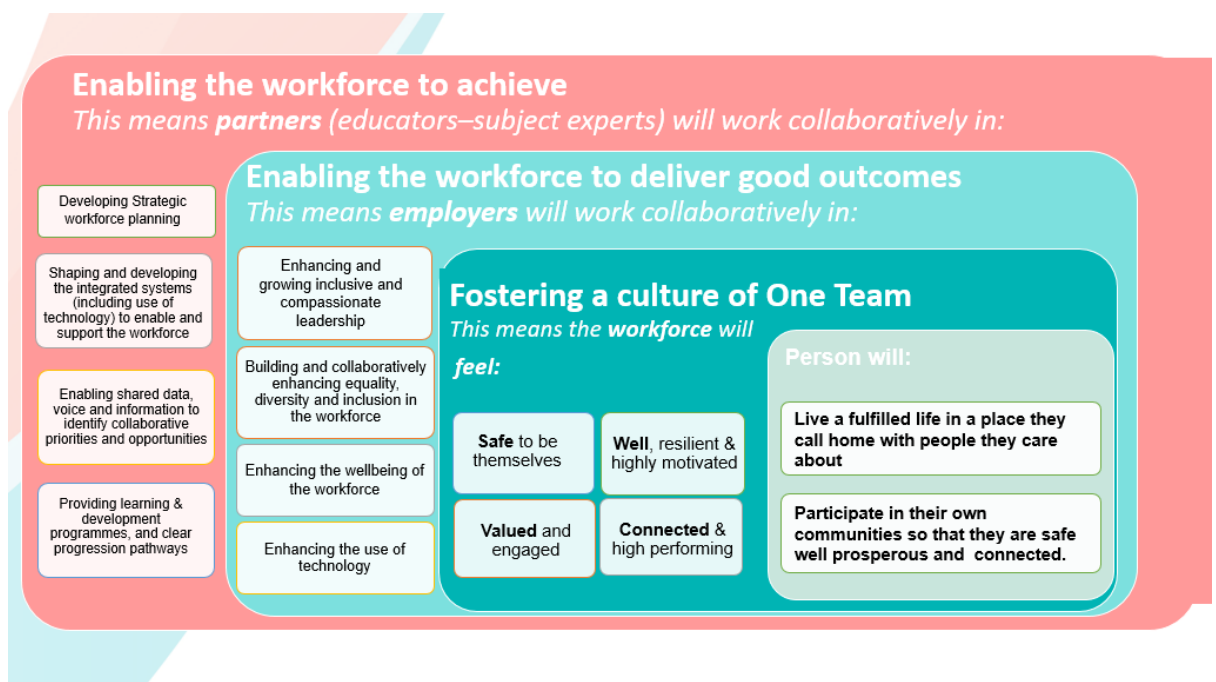 Enabling the workforce to achieve
This means partners (educators–subject experts) will work collaboratively in:
Developing Strategic
workforce planning
Shaping and developing
the integrated systems
(including use of
technology) to enable and
support the workforce
Enabling shared data,
voice and information to
identify collaborative
priorities and opportunities
Providing learning &
development
programmes, and clear
progression pathways
Enabling the workforce to deliver good outcomes
This means employers will work collaboratively in:
Enhancing and
growing inclusive and
compassionate
leadership
Building and collaboratively
enhancing equality,
diversity and inclusion in
the workforce
Enhancing the wellbeing of
the workforce
Enhancing the use of
technology
Fostering a culture of One Team
This means the workforce will
feel:
Safe to be
themselves
Well, resilient &
highly motivated
Valued and
engaged
Connected &
high performing
Person will:
Live a fulfilled life in a place they
call home with people they care
about
Participate in their own
communities so that they are safe
well prosperous and  connected.